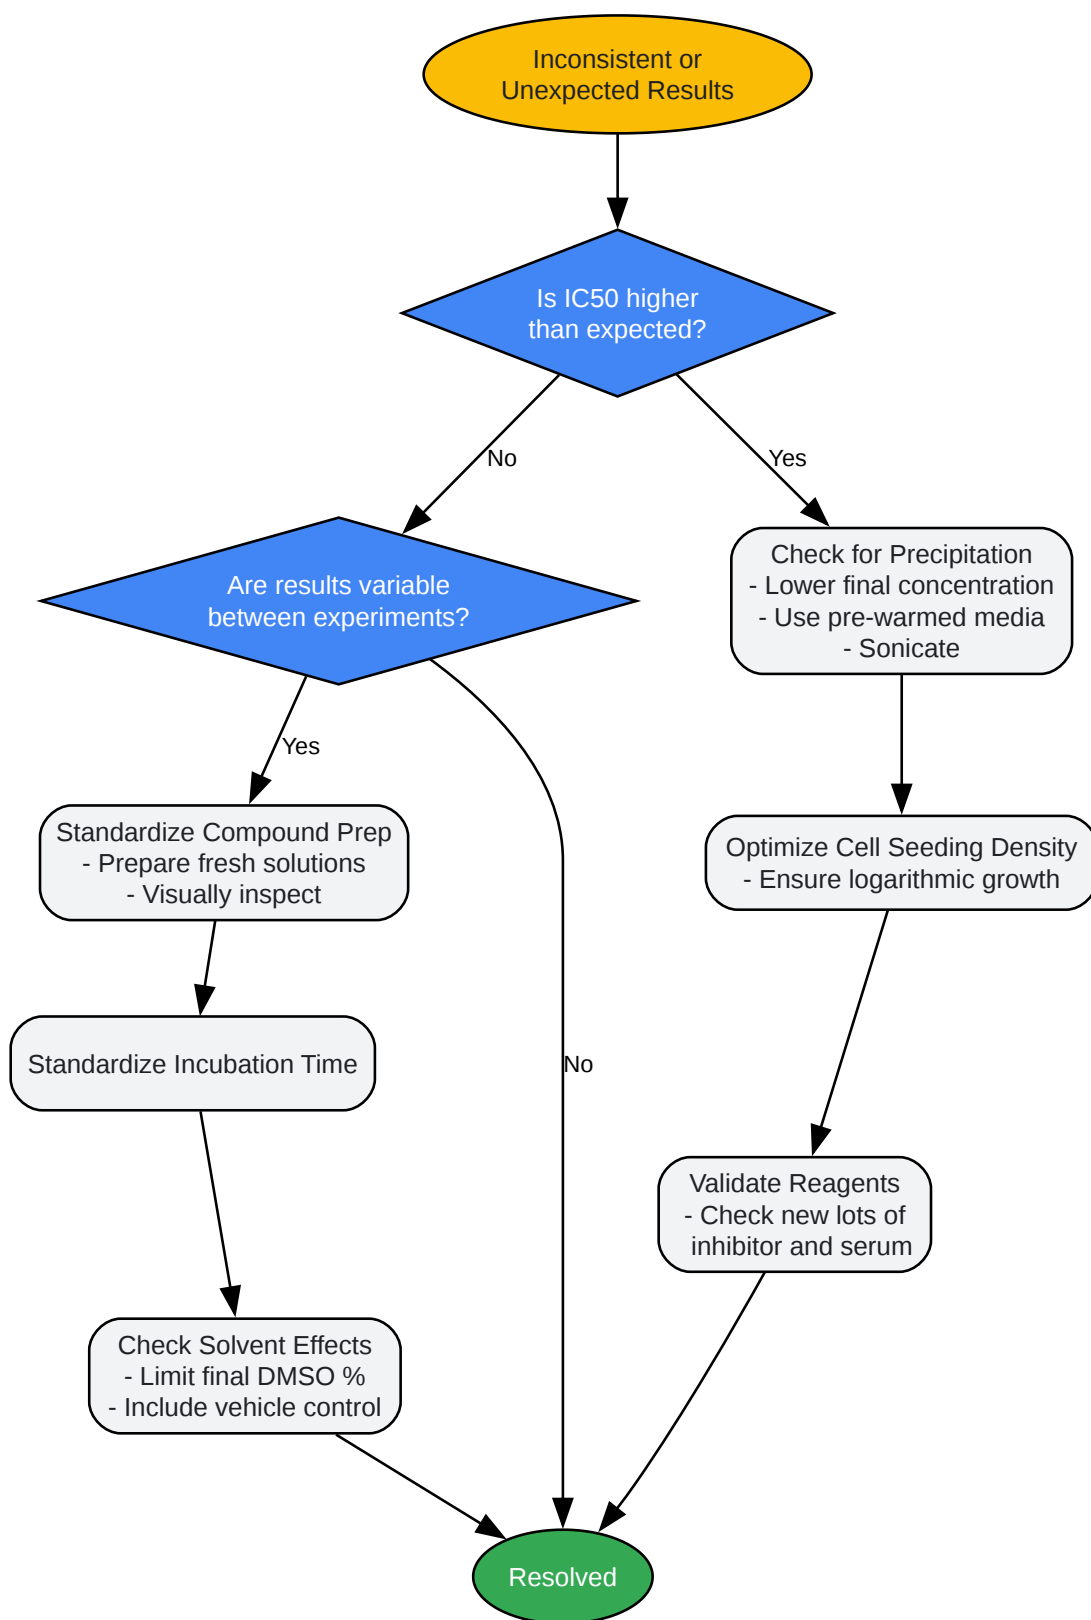 Inconsistent or
Unexpected Results
Is IC50 higher
than expected?
No
Yes
Are results variable
between experiments?
Check for Precipitation
- Lower final concentration
- Use pre-warmed media
- Sonicate
Yes
Standardize Compound Prep
- Prepare fresh solutions
- Visually inspect
Optimize Cell Seeding Density
- Ensure logarithmic growth
Standardize Incubation Time
No
Validate Reagents
- Check new lots of
inhibitor and serum
Check Solvent Effects
- Limit final DMSO %
- Include vehicle control
Resolved